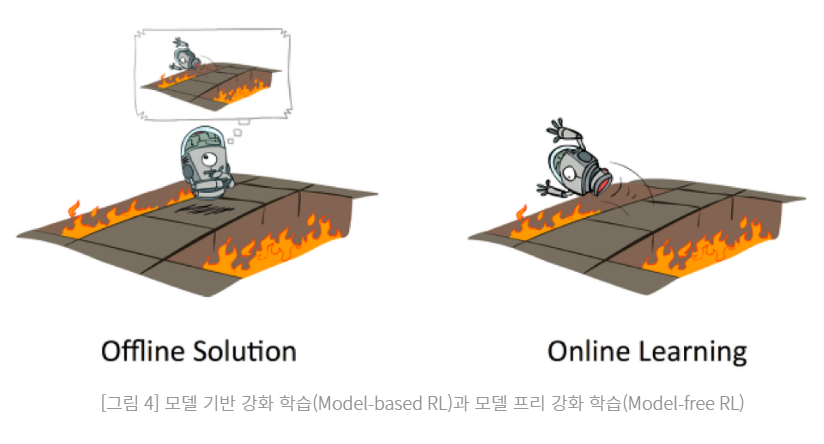 Offline Solution
Online Learning
[그림 4] 모델 기반 강화 학습(Model-based RL)과 모델 프리 강화 학습(Model-free RL)